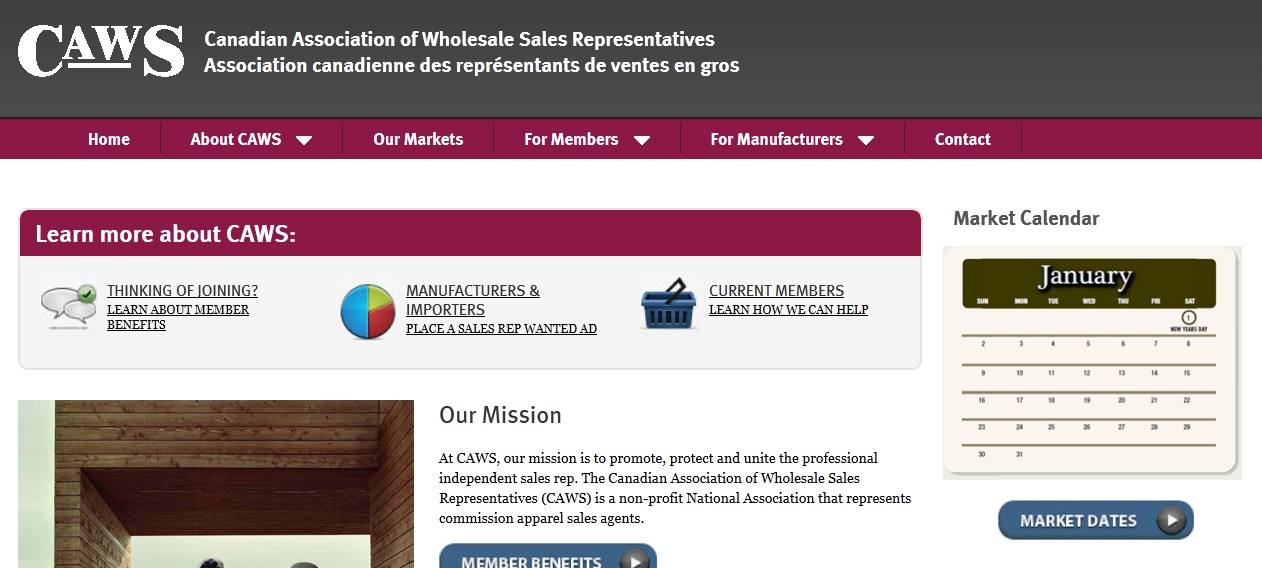 CAWS
Canadian Association of Wholesale Sales Representatives
Association canadienne des représentants de ventes en gros
Home
About CAWS
Our Markets
For Members
For Manufacturers
Contact
Learn more about CAWS:
THINKING OF JOINING?
LEARN ABOUT MEMBER
BENEFITS
MANUFACTURERS &
IMPORTERS
PLACE A SALES REP WANTED AD
CURRENT MEMBERS
LEARN HOW WE CAN HELP
Market Calendar
January
SUN MON TUE WED THU FRI SAT
1
NEW YEARS DAY
2 3 4 5 6 7 8
9 10 11 12 13 14 15
16 17 18 19 20 21 22
23 24 25 26 27 28 29
30 31
MARKET DATES
Our Mission
At CAWS, our mission is to promote, protect and unite the professional
independent sales rep. The Canadian Association of Wholesale Sales
Representatives (CAWS) is a non-profit National Association that represents
commission apparel sales agents.
MEMBER BENEFITS